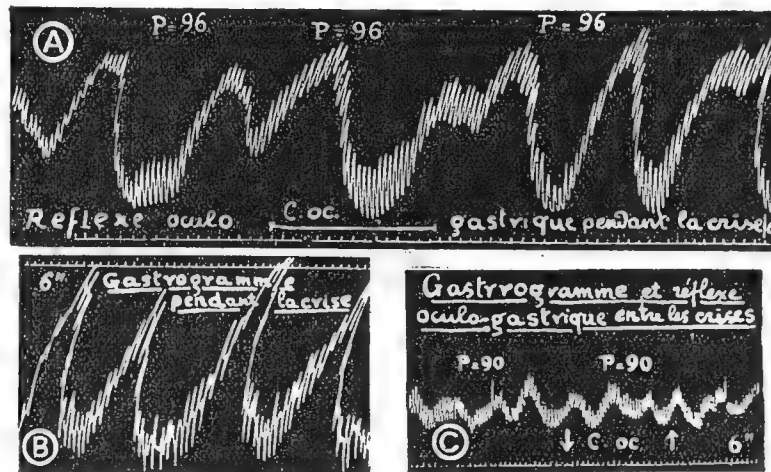 A
P=96 P=96 P=96
Reflexe oculo C. oc. gastrique pendant la crise
6"
Gastrogramme
pendant la crise
B
Gastrrogramme et réflexe
oculo-gastrique entre les crises
P=90 P=90
C ↓ C. oc. ↑ 6"